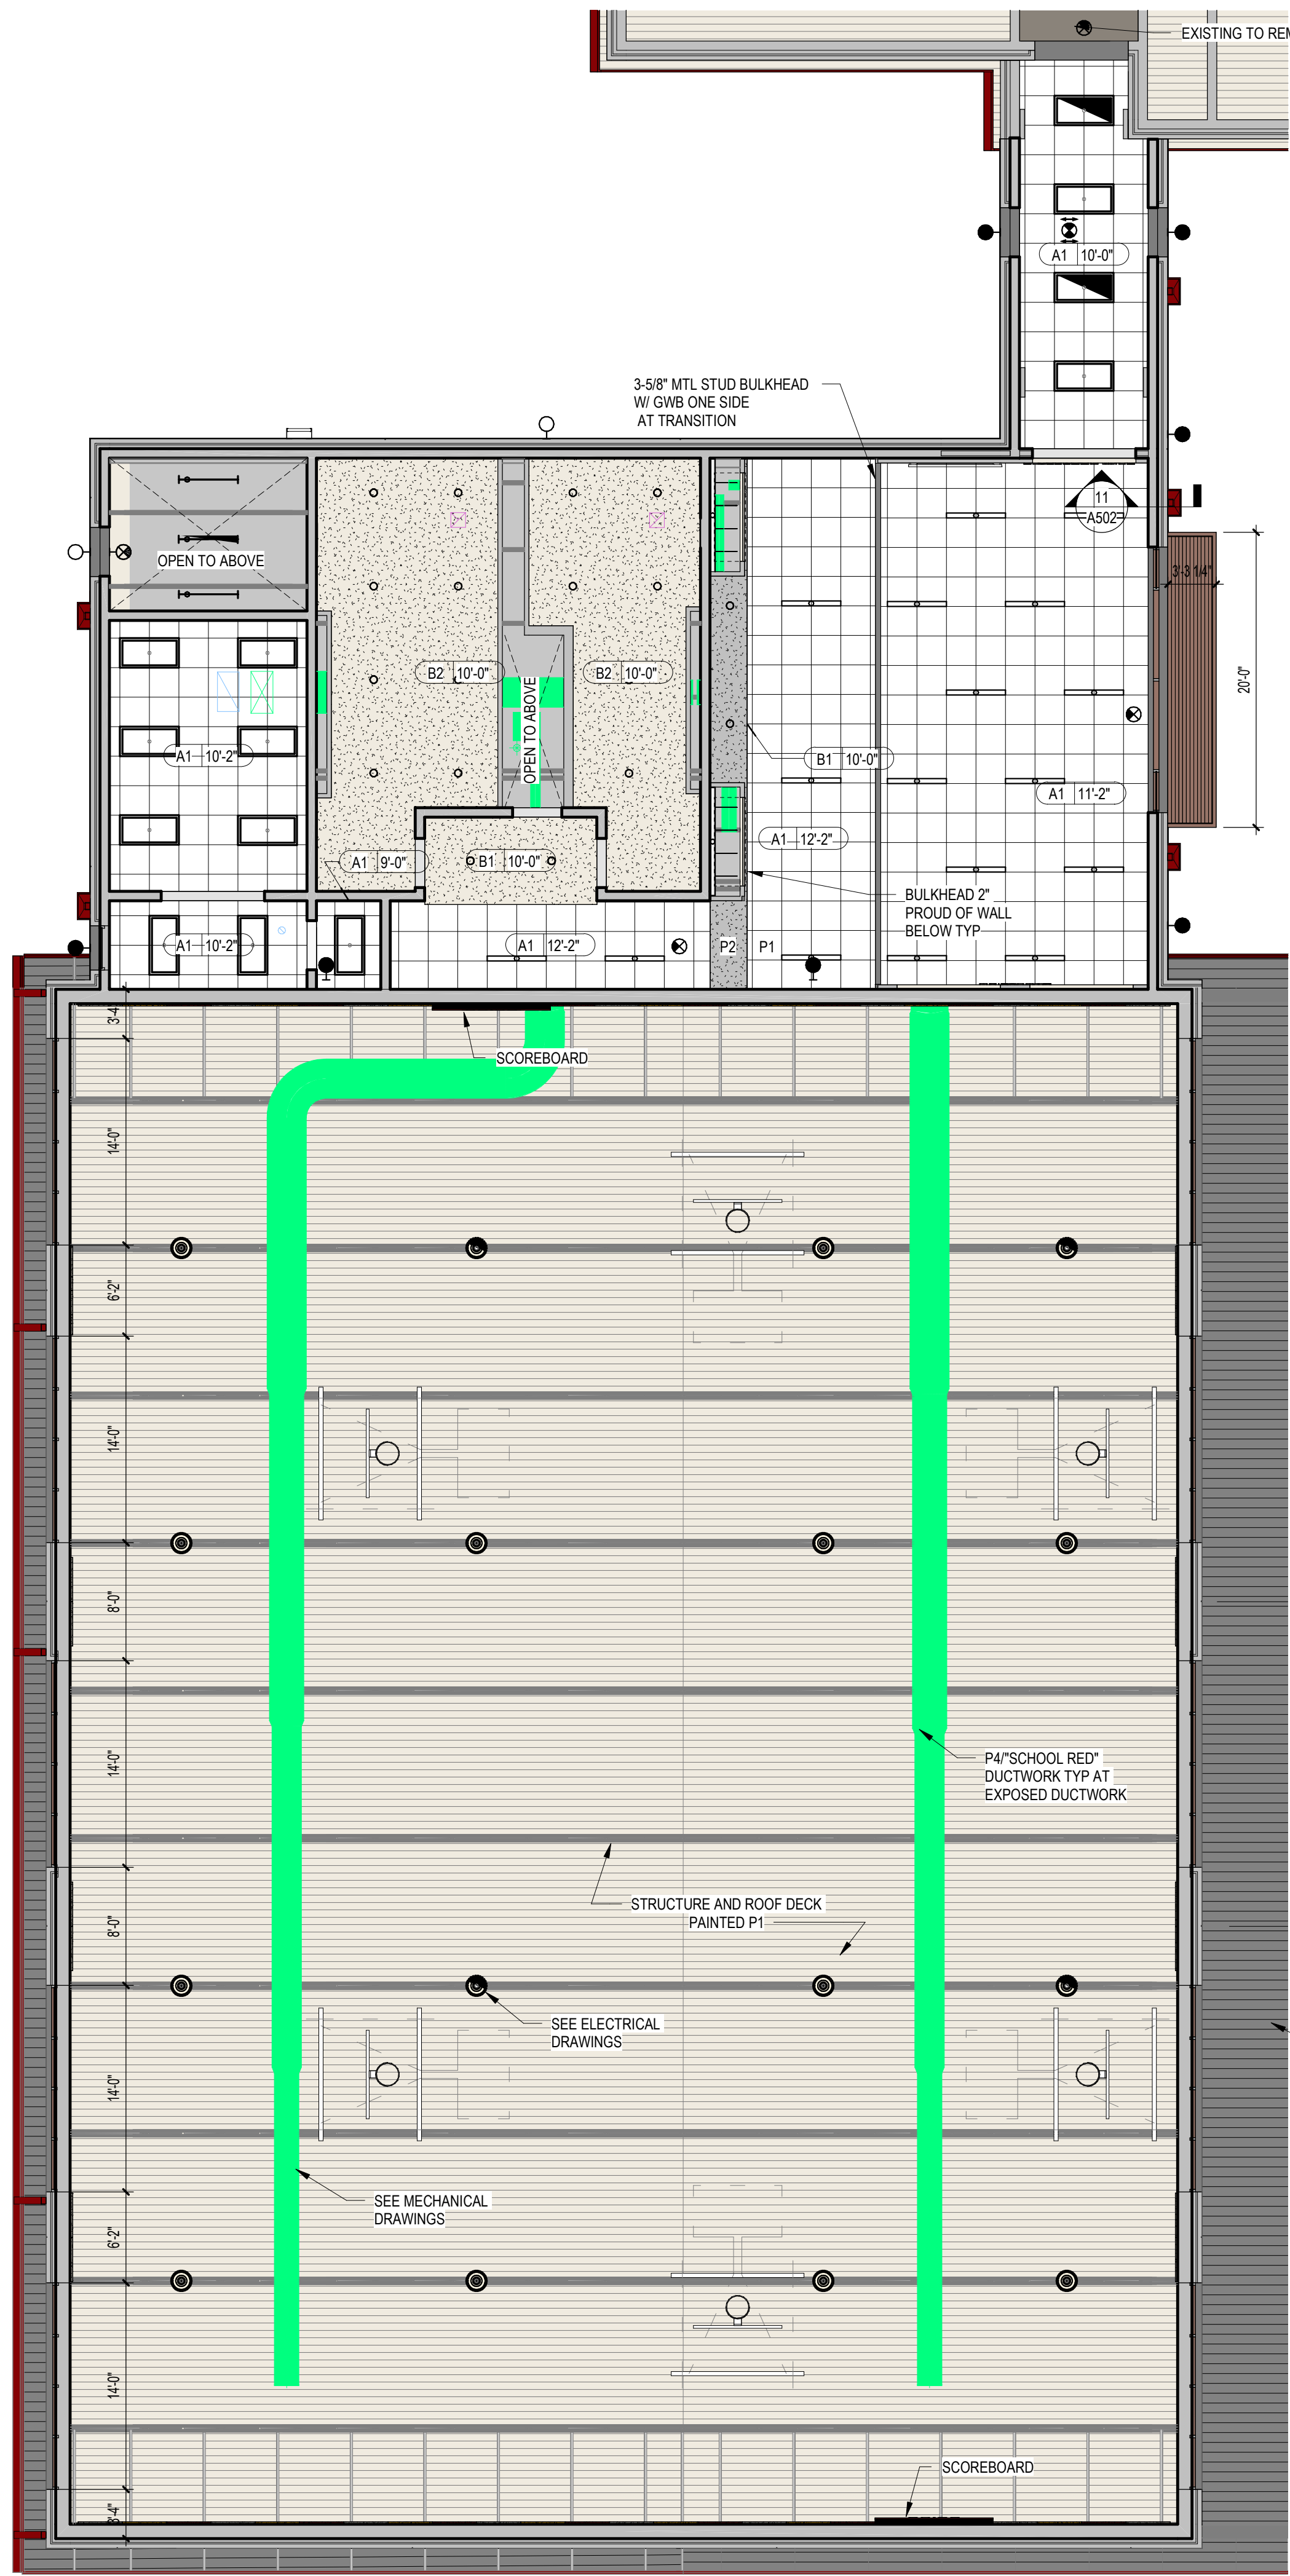 EXISTING TO REM
A1 10'-0"
3-5/8" MTL STUD BULKHEAD
W/ GWB ONE SIDE
AT TRANSITION
11
A502
OPEN TO ABOVE
3'-3 1/4"
20'-0"
B2 10'-0"
B2 10'-0"
OPEN TO ABOVE
A1 10'-2"
B1 10'-0"
A1 11'-2"
A1 12'-2"
A1 9'-0"
B1 10'-0"
BULKHEAD 2"
PROUD OF WALL
BELOW TYP
A1 10'-2"
A1 12'-2"
P2
P1
3'-4"
SCOREBOARD
14'-0"
6'-2"
14'-0"
8'-0"
14'-0"
P4/"SCHOOL RED"
DUCTWORK TYP AT
EXPOSED DUCTWORK
STRUCTURE AND ROOF DECK
PAINTED P1
8'-0"
SEE ELECTRICAL
DRAWINGS
14'-0"
SEE MECHANICAL
DRAWINGS
6'-2"
14'-0"
SCOREBOARD
3'-4"